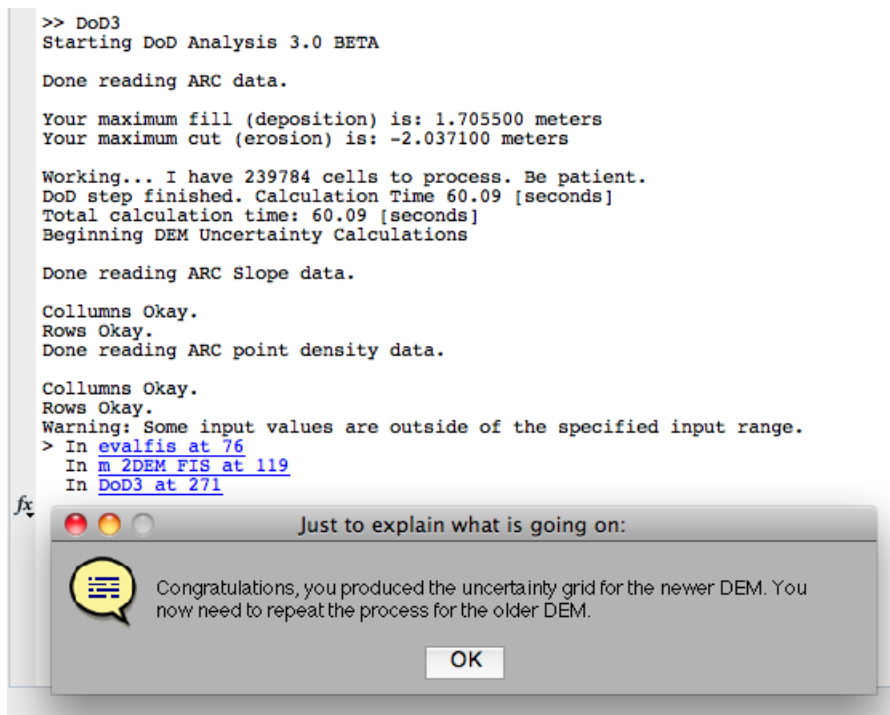 >> DoD3
Starting DoD Analysis 3.0 BETA
Done reading ARC data.
Your maximum fill (deposition) is: 1.705500 meters
Your maximum cut (erosion) is: -2.037100 meters
Working... I have 239784 cells to process. Be patient.
DoD step finished. Calculation Time 60.09 [seconds]
Total calculation time: 60.09 [seconds]
Beginning DEM Uncertainty Calculations
Done reading ARC Slope data.
Collumns Okay.
Rows Okay.
Done reading ARC point density data.
Collumns Okay.
Rows Okay.
Warning: Some input values are outside of the specified input range.
> In evalfis at 76
In m_2DEM_FIS at 119
In DoD3 at 271
fx
Just to explain what is going on:
Congratulations, you produced the uncertainty grid for the newer DEM. You
now need to repeat the process for the older DEM.
OK